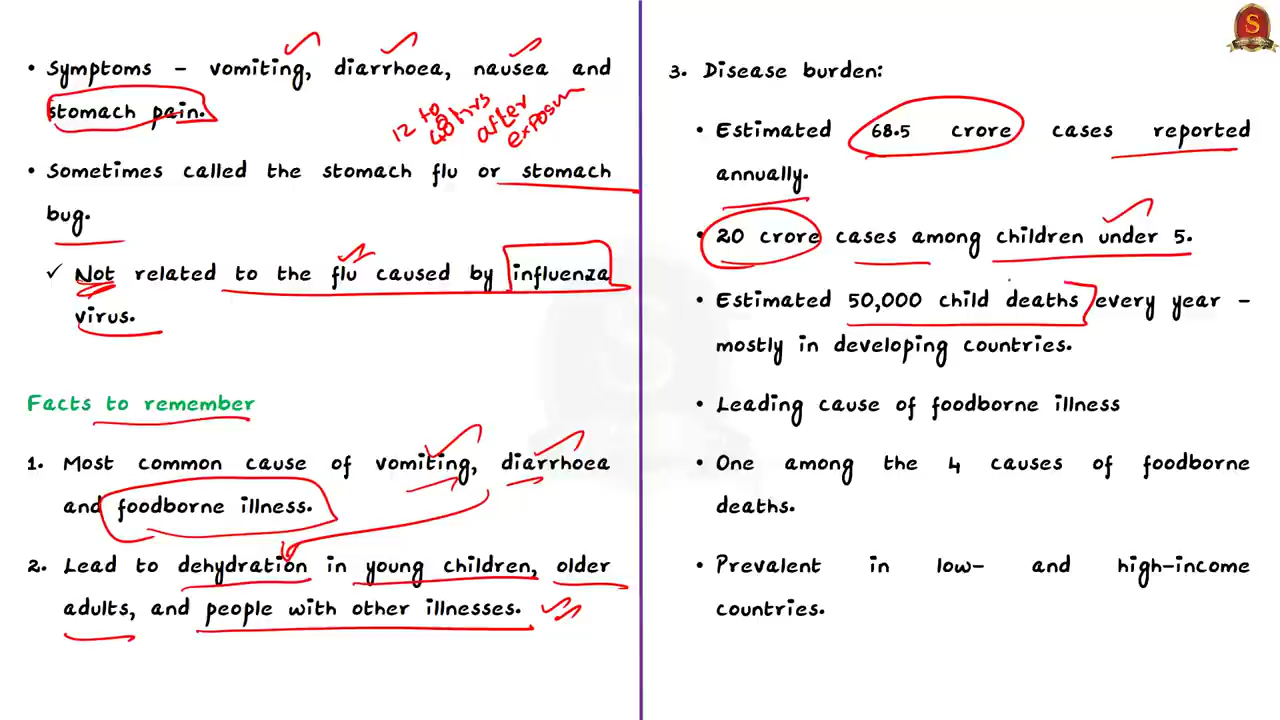 • Symptoms - vomiting, diarrhoea, nausea and
stomach pain.
12 to
48 hrs
after
exposure
• Sometimes called the stomach flu or stomach
bug.
✓ Not related to the flu caused by influenza
virus.
Facts to remember
1. Most common cause of vomiting, diarrhoea
and foodborne illness.
2. Lead to dehydration in young children, older
adults, and people with other illnesses.
3. Disease burden:
• Estimated 68.5 crore cases reported
annually.
• 20 crore cases among children under 5.
• Estimated 50,000 child deaths every year -
mostly in developing countries.
• Leading cause of foodborne illness
• One among the 4 causes of foodborne
deaths.
• Prevalent in low- and high-income
countries.
S